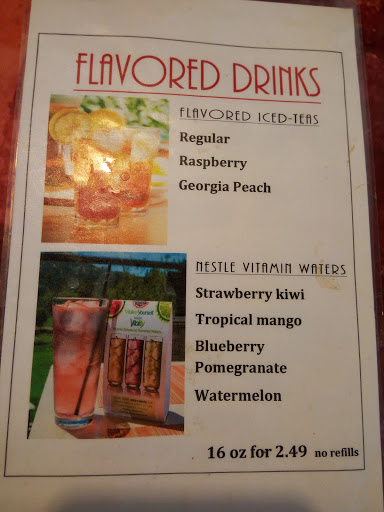 FLAVORED DRINKS
FLAVORED ICED-TEAS
Regular
Raspberry
Georgia Peach
NESTLE VITAMIN WATERS
Strawberry kiwi
Tropical mango
Blueberry
Pomegranate
Watermelon
16 oz for 2.49 no refills